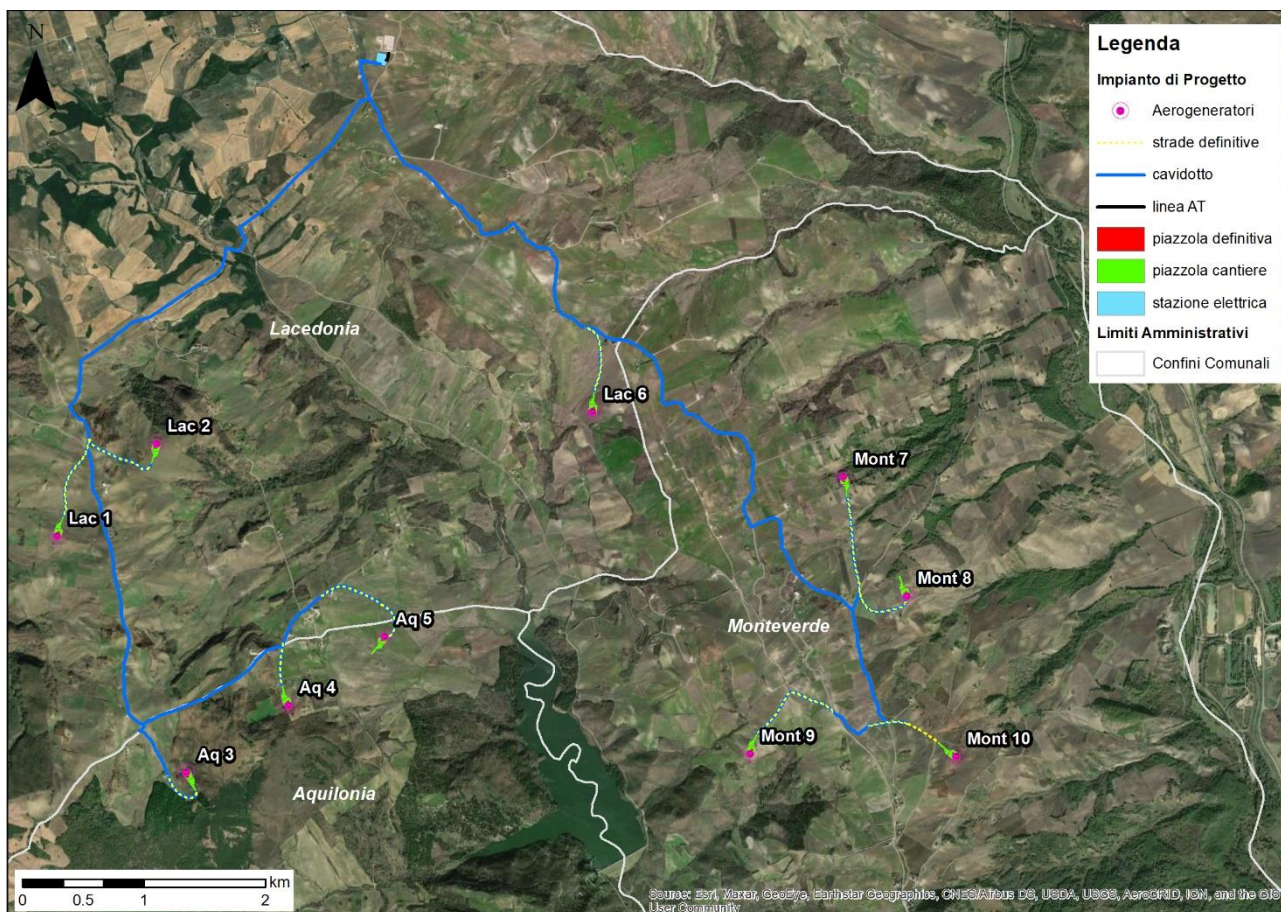 N
Legenda
Impianto di Progetto
Aerogeneratori
strade definitive
cavidotto
linea AT
piazzola definitiva
piazzola cantiere
stazione elettrica
Limiti Amministrativi
Confini Comunali
Lacedonia
Lac 6
Lac 2
Mont 7
Lac 1
Mont 8
Aq 5
Monteverde
Aq 4
Mont 9
Mont 10
Aq 3
Aquilonia
km
0 0.5 1 2
Source: Esri, Maxar, GeoEye, Earthstar Geographics, CNES/Airbus DS, USDA, USGS, AeroGRID, IGN, and the GIS
User Community